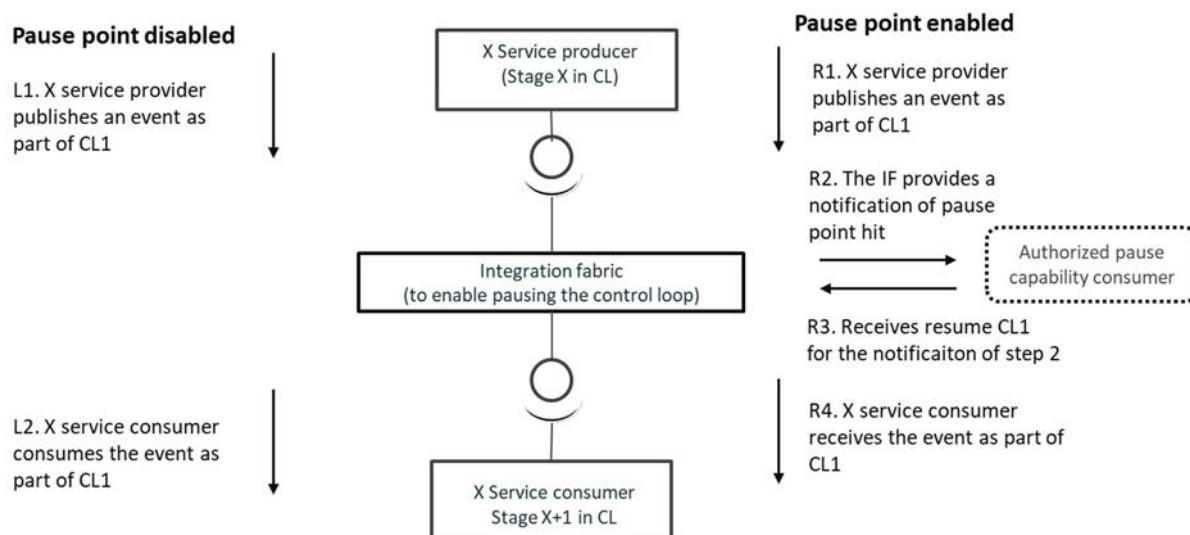 Pause point disabled
L1. X service provider
publishes an event as
part of CL1
L2. X service consumer
consumes the event as
part of CL1
X Service producer
(Stage X in CL)
Integration fabric
(to enable pausing the control loop)
X Service consumer
Stage X+1 in CL
Pause point enabled
R1. X service provider
publishes an event as
part of CL1
R2. The IF provides a
notification of pause
point hit
Authorized pause
capability consumer
R3. Receives resume CL1
for the notificaiton of step 2
R4. X service consumer
receives the event as part of
CL1